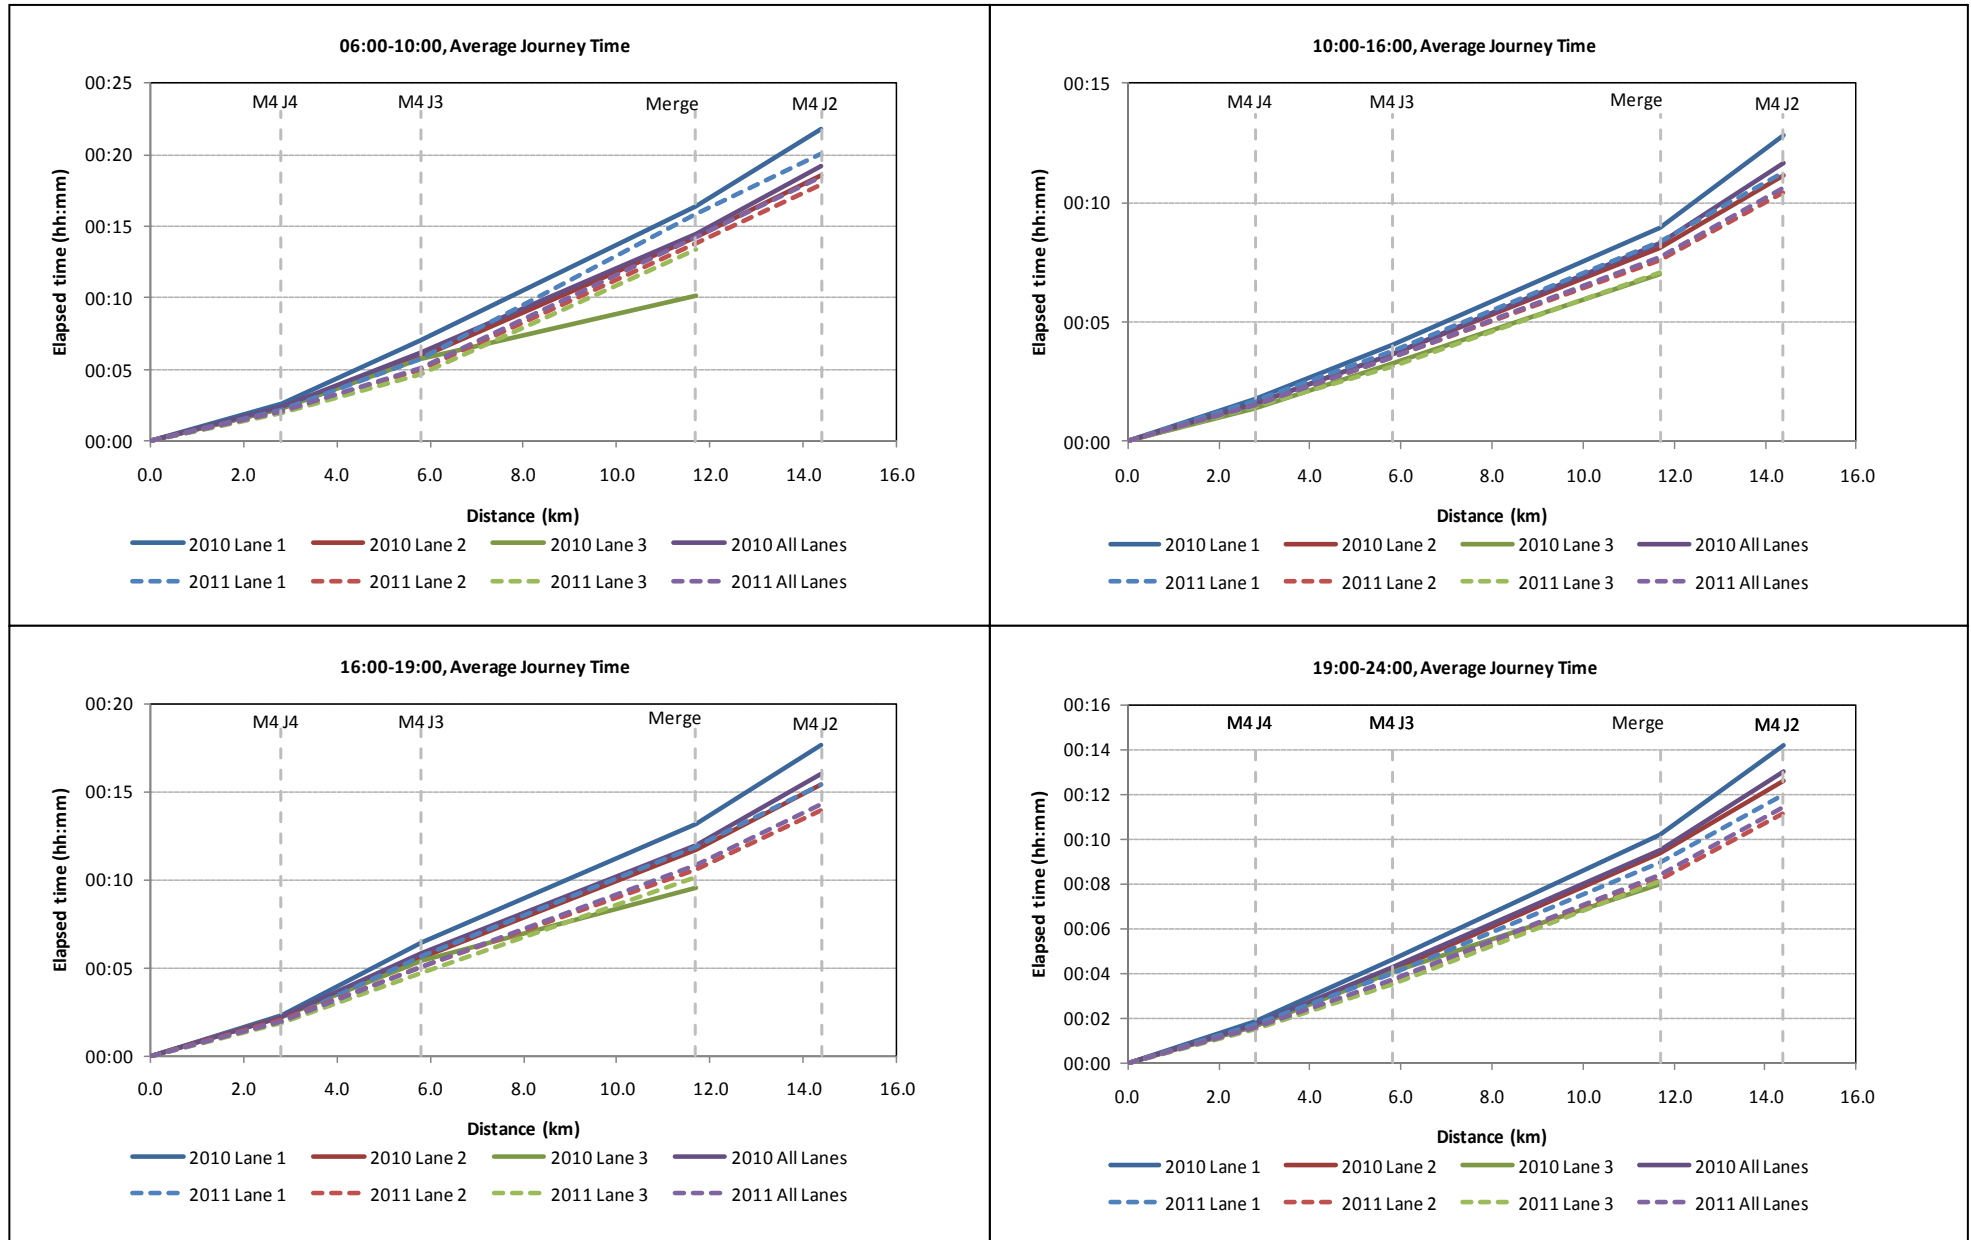 06:00-10:00, Average Journey Time
00:25
00:20
00:15
00:10
00:05
00:00
Elapsed time (hh:mm)
M4 J4 M4 J3 Merge M4 J2
0.0 2.0 4.0 6.0 8.0 10.0 12.0 14.0 16.0
Distance (km)
2010 Lane 1 2010 Lane 2 2010 Lane 3 2010 All Lanes
2011 Lane 1 2011 Lane 2 2011 Lane 3 2011 All Lanes
10:00-16:00, Average Journey Time
00:15
00:10
00:05
00:00
Elapsed time (hh:mm)
M4 J4 M4 J3 Merge M4 J2
0.0 2.0 4.0 6.0 8.0 10.0 12.0 14.0 16.0
Distance (km)
2010 Lane 1 2010 Lane 2 2010 Lane 3 2010 All Lanes
2011 Lane 1 2011 Lane 2 2011 Lane 3 2011 All Lanes
16:00-19:00, Average Journey Time
00:20
00:15
00:10
00:05
00:00
Elapsed time (hh:mm)
M4 J4 M4 J3 Merge M4 J2
0.0 2.0 4.0 6.0 8.0 10.0 12.0 14.0 16.0
Distance (km)
2010 Lane 1 2010 Lane 2 2010 Lane 3 2010 All Lanes
2011 Lane 1 2011 Lane 2 2011 Lane 3 2011 All Lanes
19:00-24:00, Average Journey Time
00:16
00:14
00:12
00:10
00:08
00:06
00:04
00:02
00:00
Elapsed time (hh:mm)
M4 J4 M4 J3 Merge M4 J2
0.0 2.0 4.0 6.0 8.0 10.0 12.0 14.0 16.0
Distance (km)
2010 Lane 1 2010 Lane 2 2010 Lane 3 2010 All Lanes
2011 Lane 1 2011 Lane 2 2011 Lane 3 2011 All Lanes